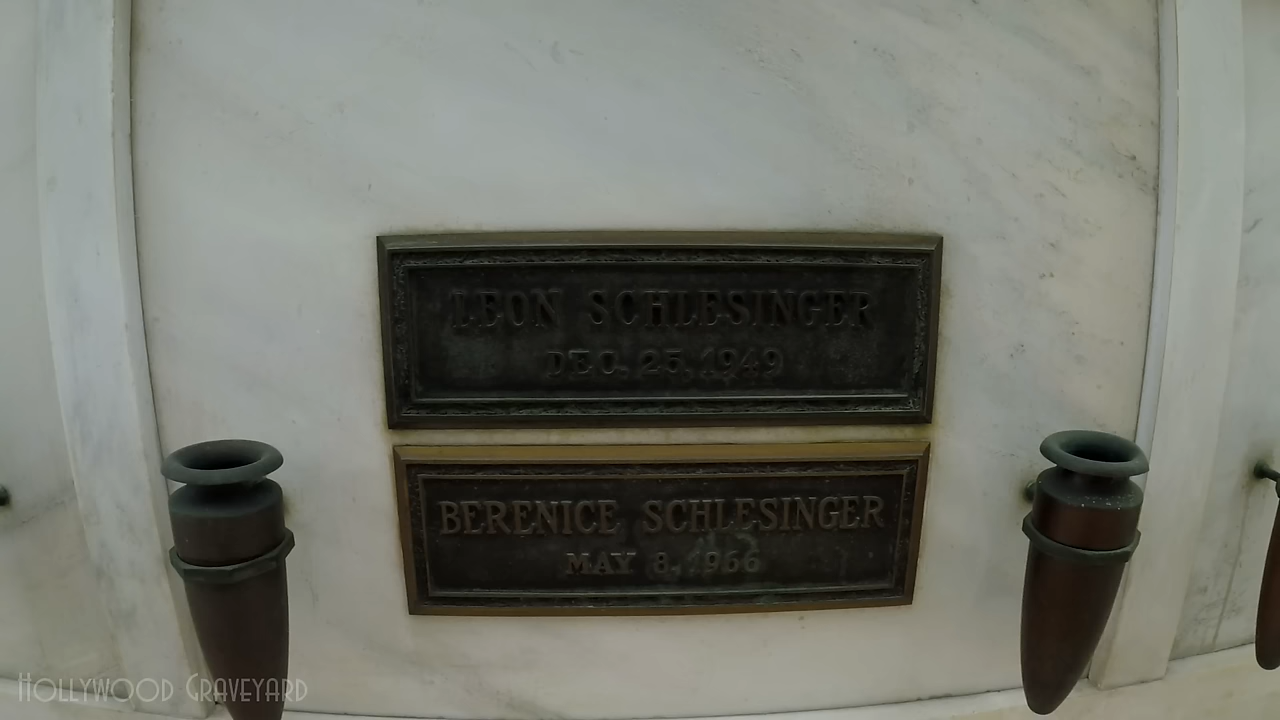 LEON SCHLESINGER
DEC. 25, 1949
BERENICE SCHLESINGER
MAY 8, 1966
HOLLYWOOD GRAVEYARD